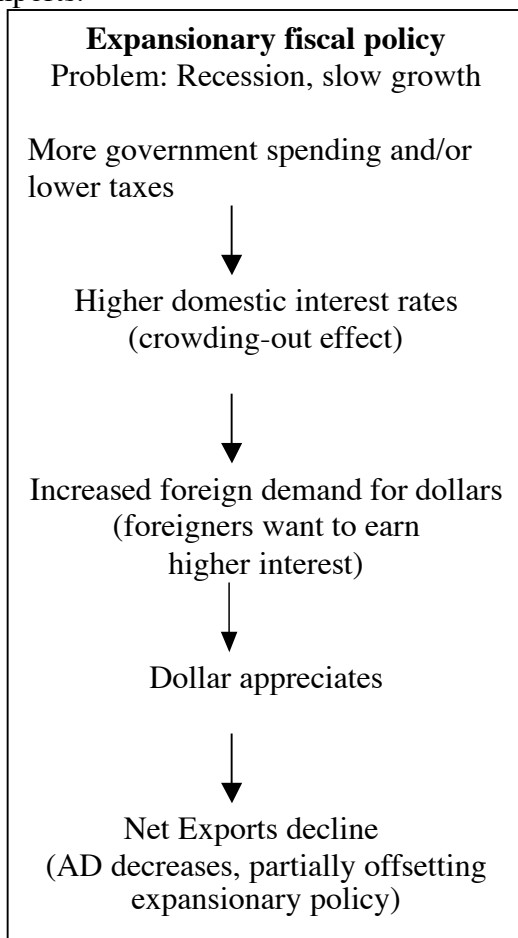 Expansionary fiscal policy
Problem: Recession, slow growth
More government spending and/or
lower taxes
Higher domestic interest rates
(crowding-out effect)
Increased foreign demand for dollars
(foreigners want to earn
higher interest)
Dollar appreciates
Net Exports decline
(AD decreases, partially offsetting
expansionary policy)